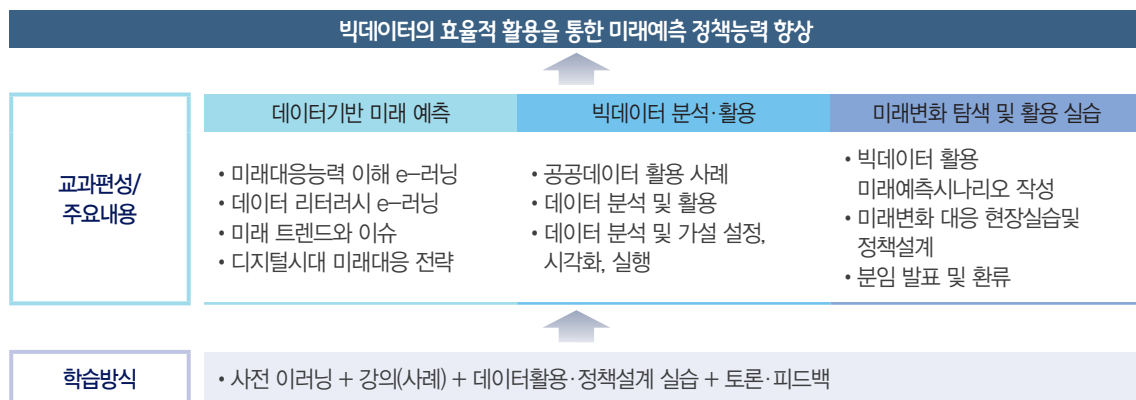 빅데이터의 효율적 활용을 통한 미래예측 정책능력 향상
교과편성/
주요내용
데이터기반 미래 예측
• 미래대응능력 이해 e-러닝
• 데이터 리터러시 e-러닝
• 미래 트렌드와 이슈
• 디지털시대 미래대응 전략
빅데이터 분석·활용
• 공공데이터 활용 사례
• 데이터 분석 및 활용
• 데이터 분석 및 가설 설정,
시각화, 실행
미래변화 탐색 및 활용 실습
• 빅데이터 활용
미래예측시나리오 작성
• 미래변화 대응 현장실습및
정책설계
• 분임 발표 및 환류
학습방식
• 사전 이러닝 + 강의(사례) + 데이터활용·정책설계 실습 + 토론·피드백